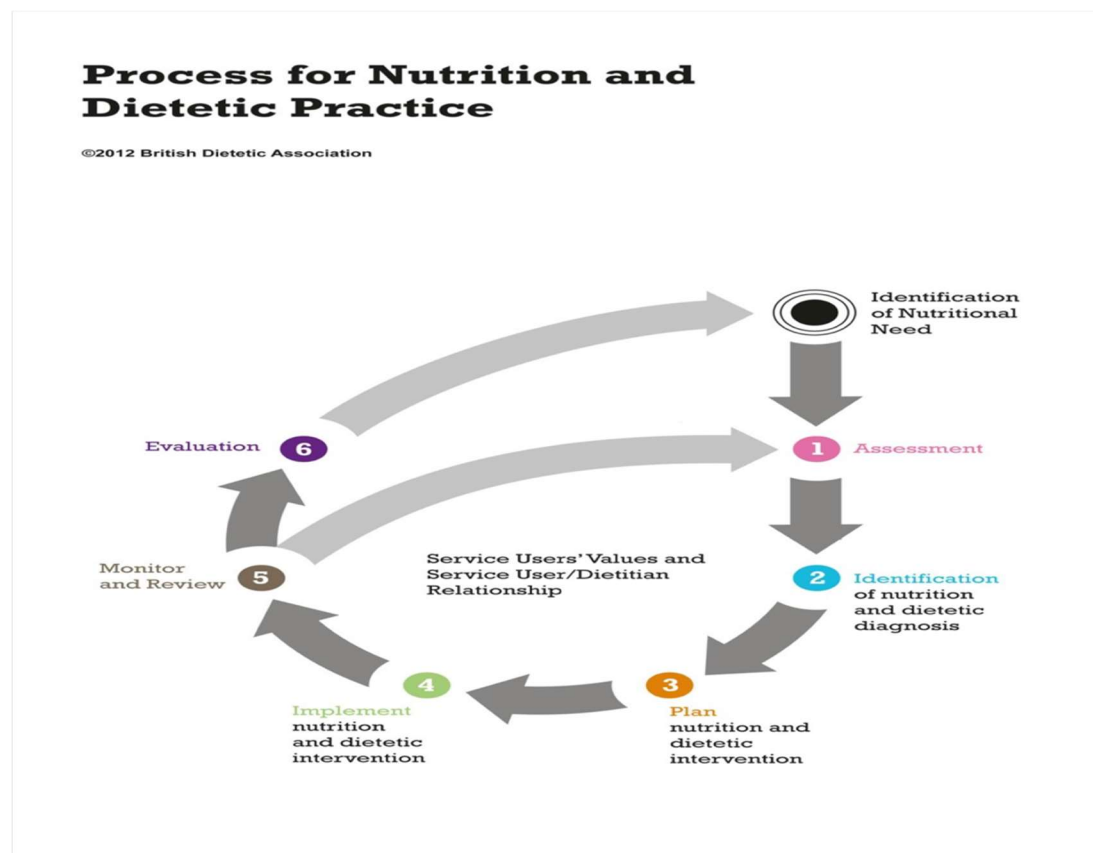 Process for Nutrition and
Dietetic Practice
©2012 British Dietetic Association
Identification
of Nutritional
Need
1
Assessment
2
Identification
of nutrition
and dietetic
diagnosis
3
Plan
nutrition and
dietetic
intervention
4
Implement
nutrition
and dietetic
intervention
5
Monitor
and Review
6
Evaluation
Service Users' Values and
Service User/Dietitian
Relationship